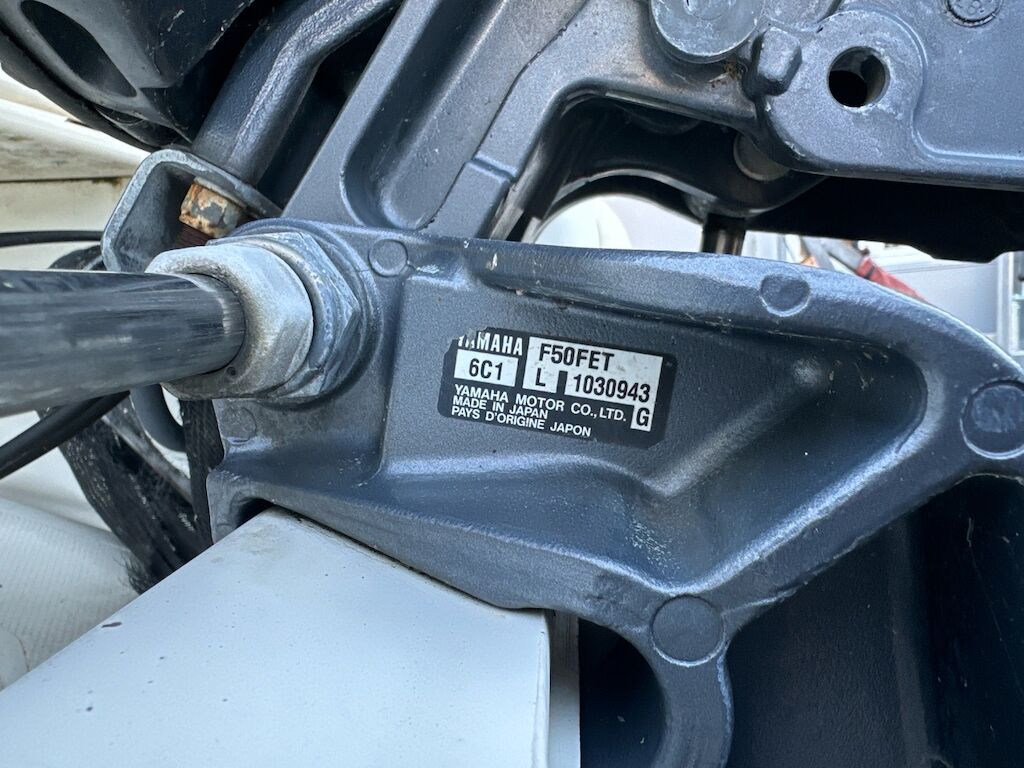 YAMAHA
F50FET
6C1
L 1030943
YAMAHA MOTOR CO., LTD.
MADE IN JAPAN
G
PAYS D'ORIGINE JAPON